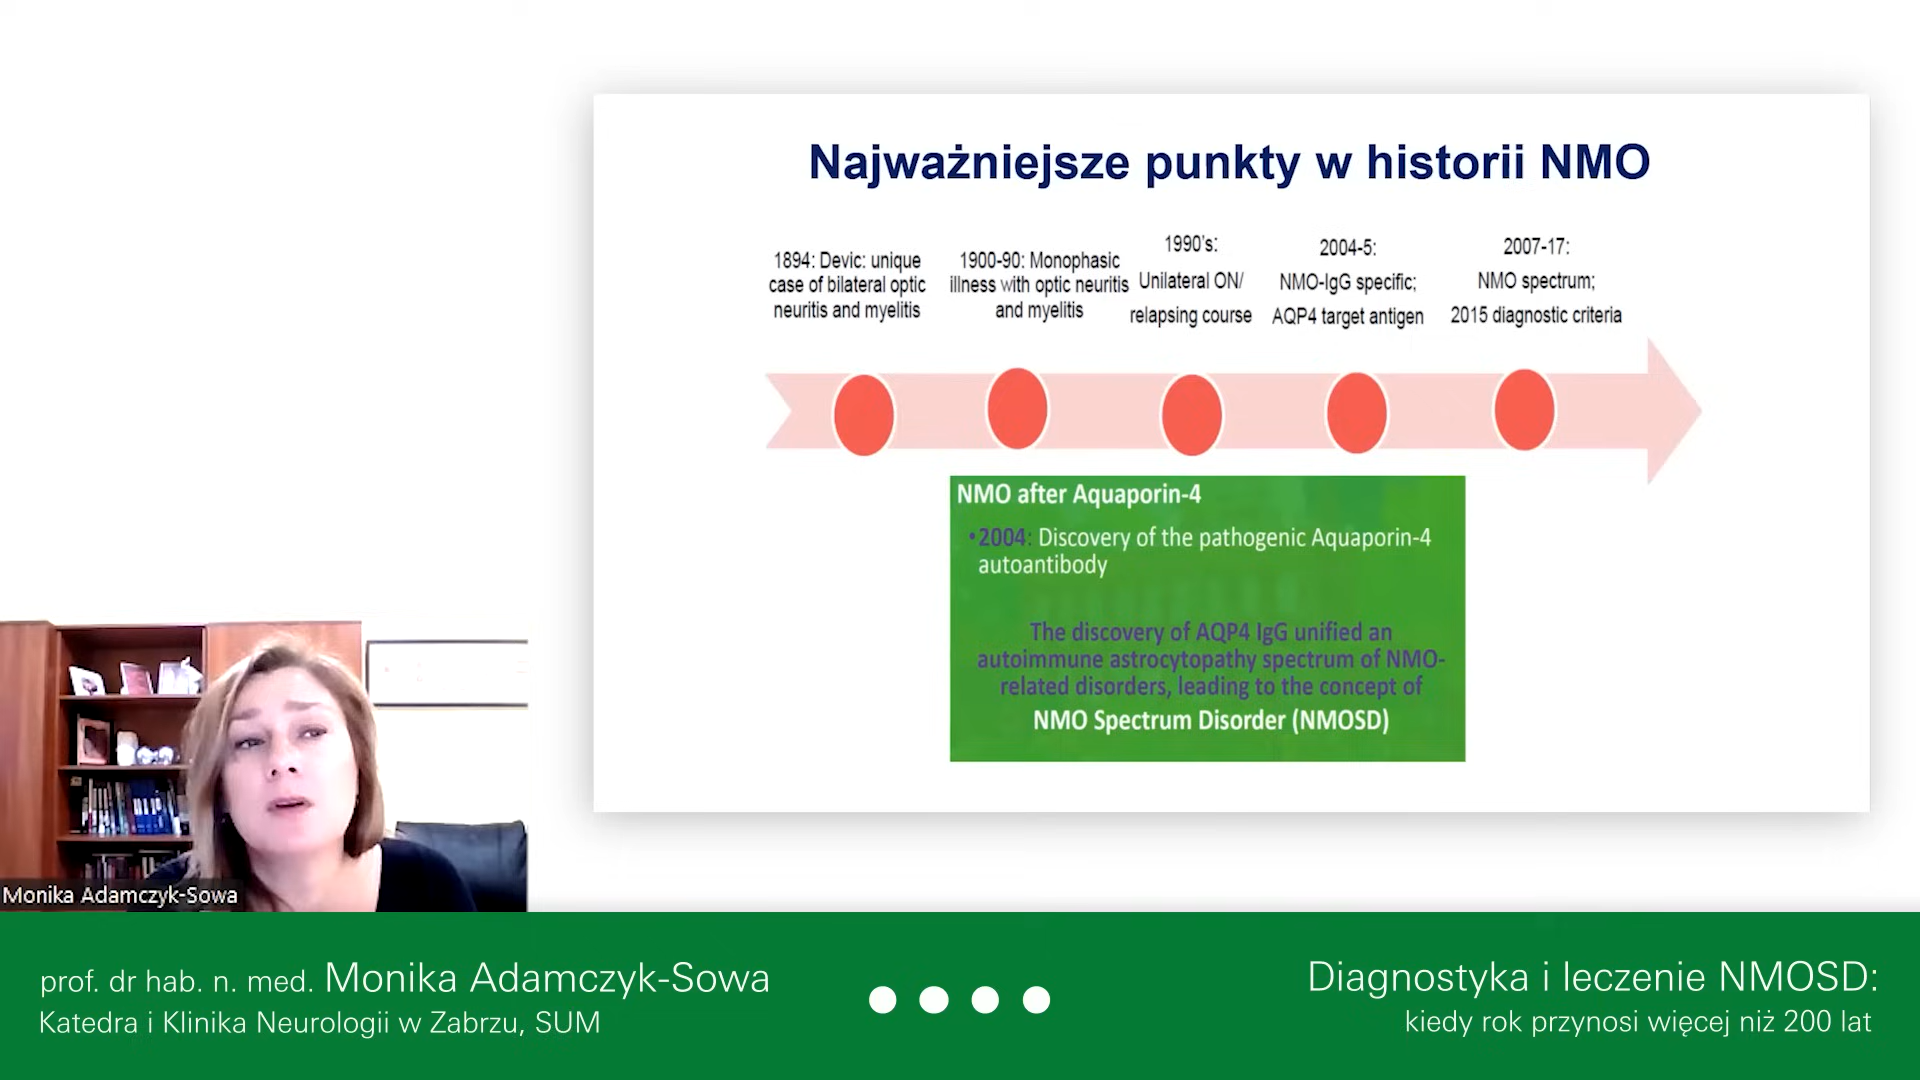 Najważniejsze punkty w historii NMO
1894: Devic: unique
case of bilateral optic
neuritis and myelitis
1900-90: Monophasic
illness with optic neuritis
and myelitis
1990's:
Unilateral ON/
relapsing course
2004-5:
NMO-IgG specific;
AQP4 target antigen
2007-17:
NMO spectrum;
2015 diagnostic criteria
NMO after Aquaporin-4
•2004: Discovery of the pathogenic Aquaporin-4
autoantibody
The discovery of AQP4 IgG unified an
autoimmune astrocytopathy spectrum of NMO-
related disorders, leading to the concept of
NMO Spectrum Disorder (NMOSD)
Monika Adamczyk-Sowa
prof. dr hab. n. med. Monika Adamczyk-Sowa
Katedra i Klinika Neurologii w Zabrzu, SUM
Diagnostyka i leczenie NMOSD:
kiedy rok przynosi więcej niż 200 lat